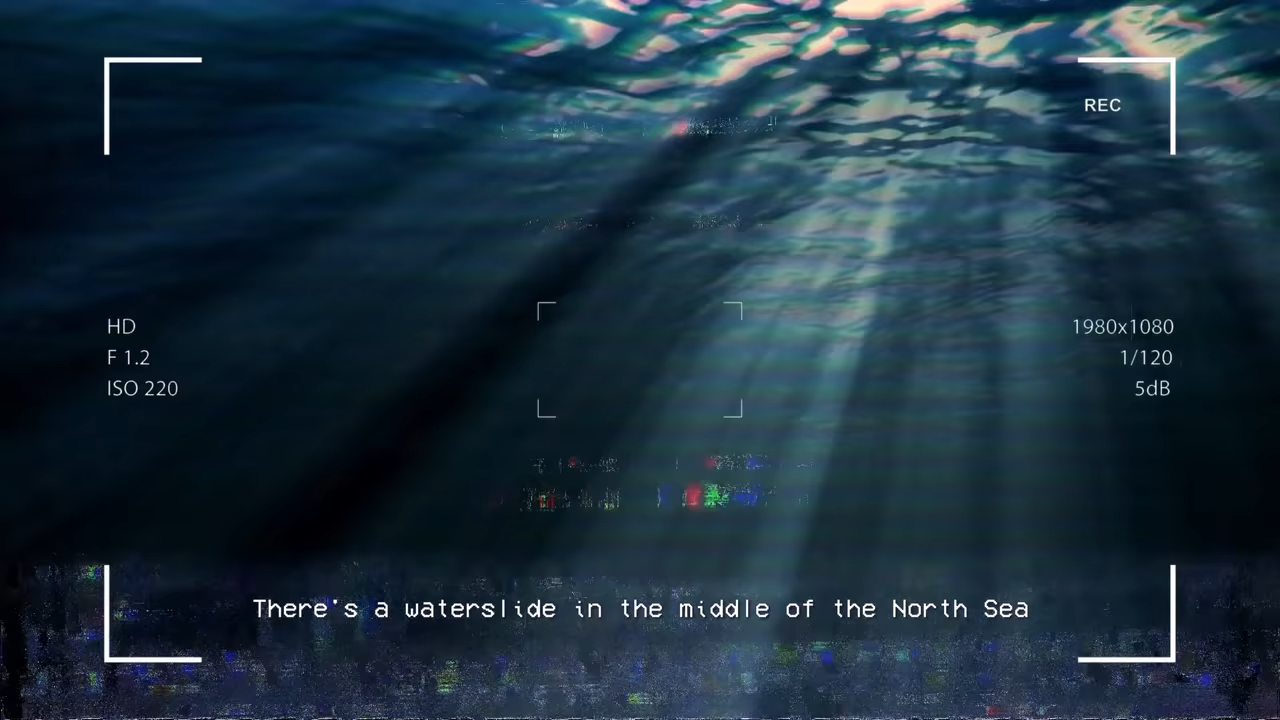 REC
HD
1980x1080
F 1.2
1/120
ISO 220
5dB
There's a waterslide in the middle of the North Sea